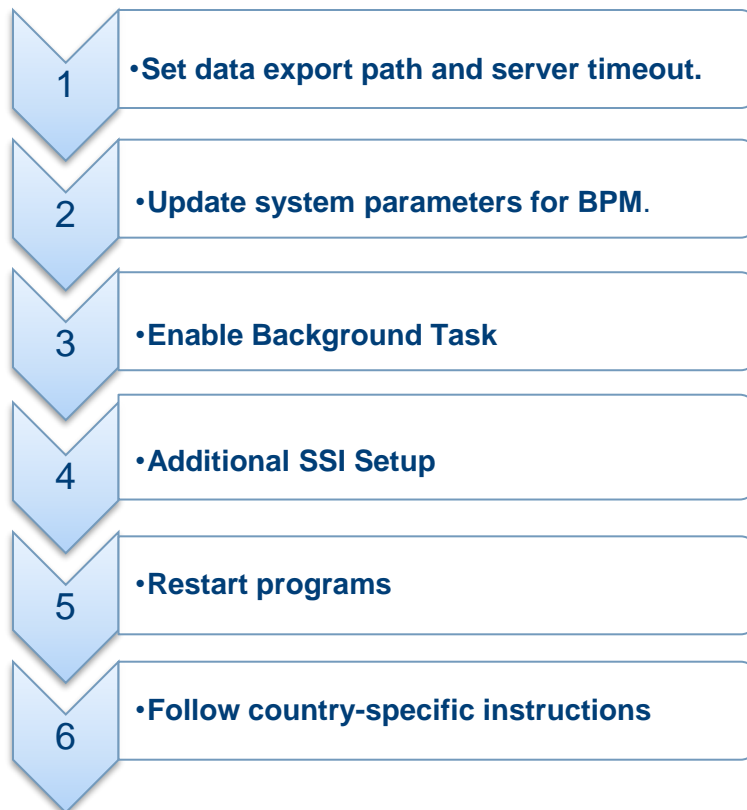 1
•Set data export path and server timeout.
2
•Update system parameters for BPM.
3
•Enable Background Task
4
•Additional SSI Setup
5
•Restart programs
6
•Follow country-specific instructions